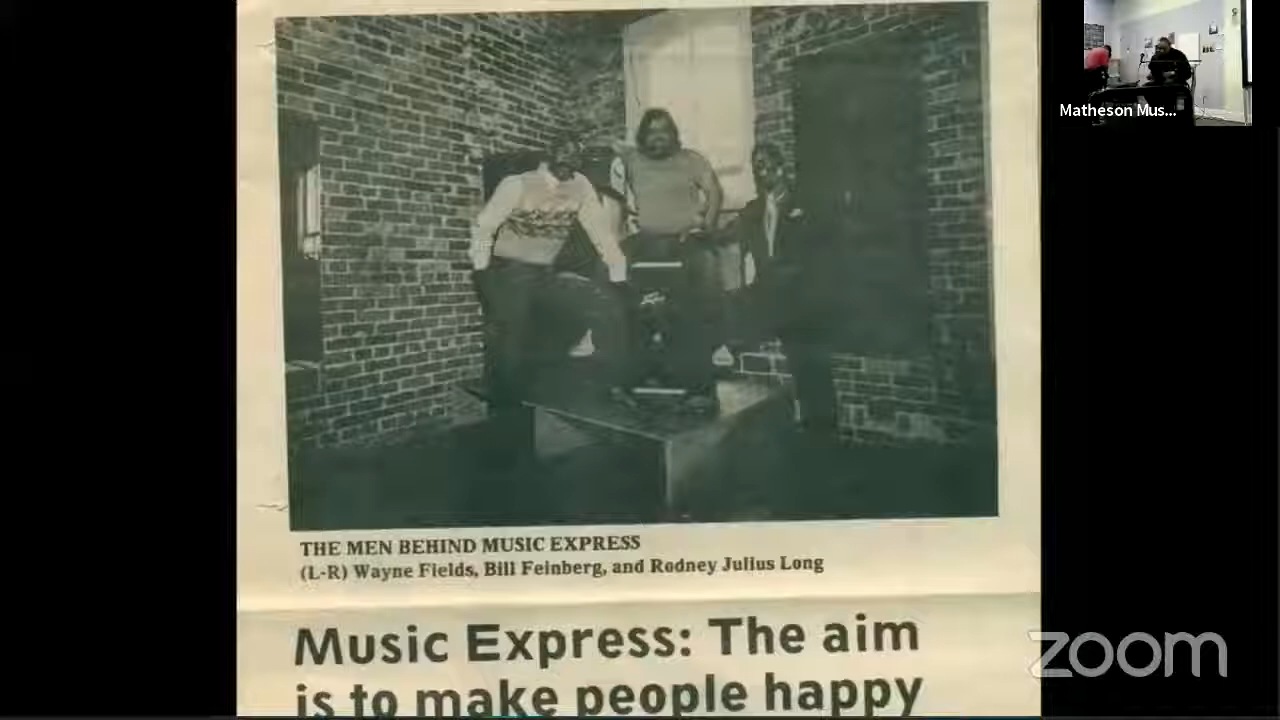 Matheson Mus...
THE MEN BEHIND MUSIC EXPRESS
(L-R) Wayne Fields, Bill Feinberg, and Rodney Julius Long
Music Express: The aim
is to make people happy
zoom